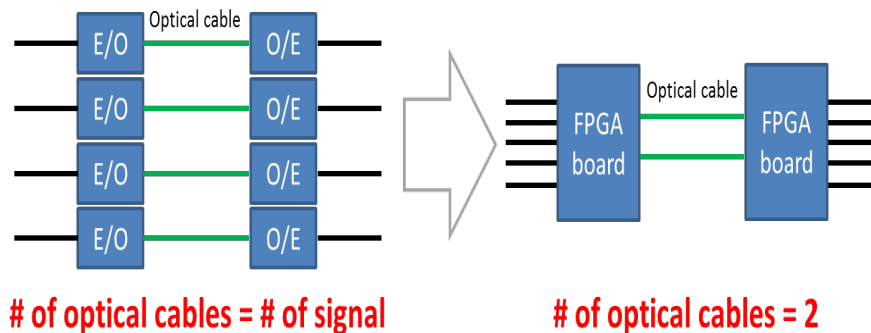 Optical cable
E/O O/E
E/O O/E
E/O O/E
E/O O/E
# of optical cables = # of signal
Optical cable
FPGA
board
FPGA
board
# of optical cables = 2